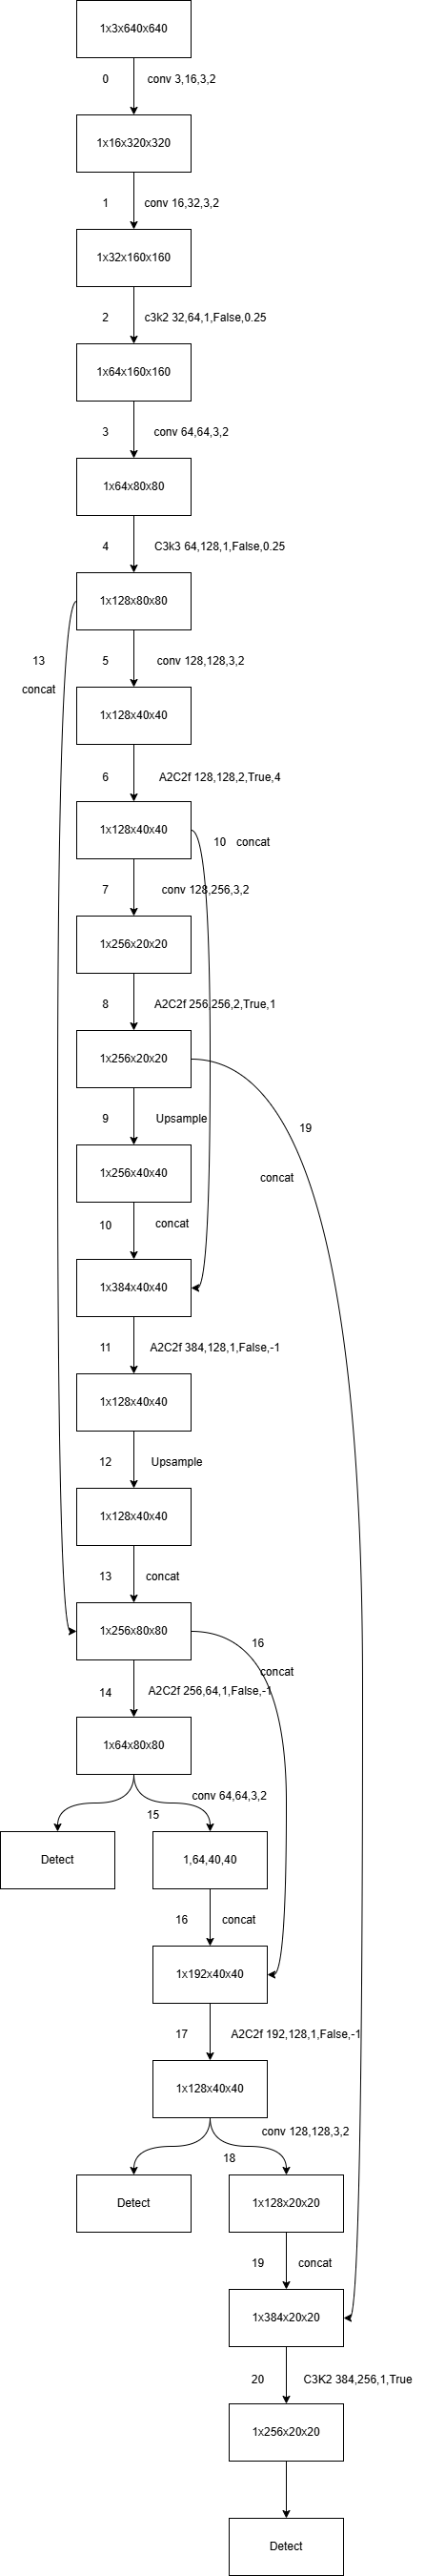 1x3x640x640
0 conv 3,16,3,2
1x16x320x320
1 conv 16,32,3,2
1x32x160x160
2 c3k2 32,64,1,False,0.25
1x64x160x160
3 conv 64,64,3,2
1x64x80x80
4 C3k3 64,128,1,False,0.25
1x128x80x80
13 5 conv 128,128,3,2
concat
1x128x40x40
6 A2C2f 128,128,2,True,4
1x128x40x40
10 concat
7 conv 128,256,3,2
1x256x20x20
8 A2C2f 256,256,2,True,1
1x256x20x20
9 Upsample
19
1x256x40x40
concat
10 concat
1x384x40x40
11 A2C2f 384,128,1,False,-1
1x128x40x40
12 Upsample
1x128x40x40
13 concat
1x256x80x80
16
concat
14 A2C2f 256,64,1,False,-1
1x64x80x80
conv 64,64,3,2
15
Detect 1,64,40,40
16 concat
1x192x40x40
17 A2C2f 192,128,1,False,-1
1x128x40x40
conv 128,128,3,2
18
Detect 1x128x20x20
19 concat
1x384x20x20
20 C3K2 384,256,1,True
1x256x20x20
Detect